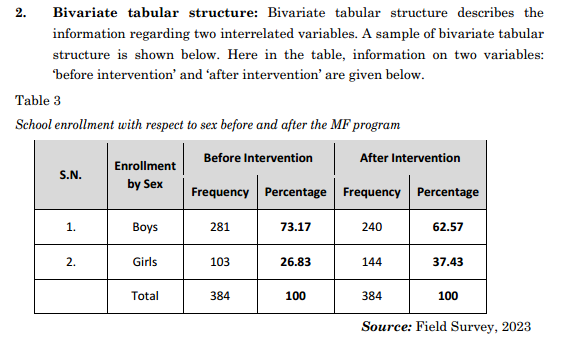 2. Bivariate tabular structure: Bivariate tabular structure describes the
information regarding two interrelated variables. A sample of bivariate tabular
structure is shown below. Here in the table, information on two variables:
'before intervention' and 'after intervention' are given below.
Table 3
School enrollment with respect to sex before and after the MF program
S.N. Enrollment by Sex Before Intervention After Intervention
Frequency Percentage Frequency Percentage
1. Boys 281 73.17 240 62.57
2. Girls 103 26.83 144 37.43
Total 384 100 384 100
Source: Field Survey, 2023